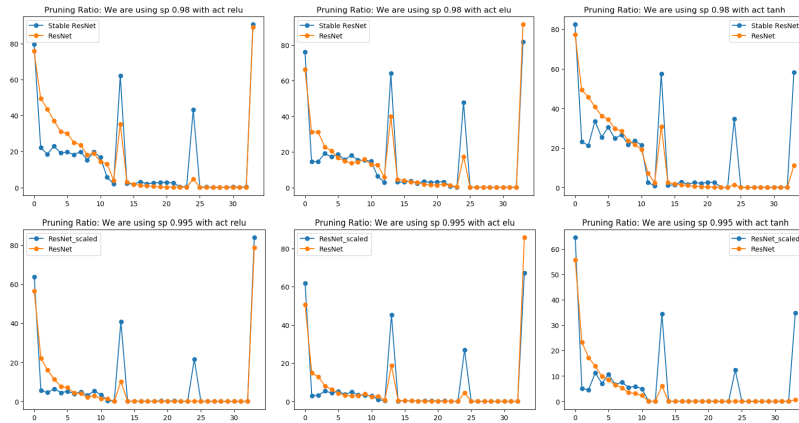 Pruning Ratio: We are using sp 0.98 with act relu
Stable ResNet
ResNet
80
60
40
20
0
0 5 10 15 20 25 30
Pruning Ratio: We are using sp 0.98 with act elu
Stable ResNet
ResNet
80
60
40
20
0
0 5 10 15 20 25 30
Pruning Ratio: We are using sp 0.98 with act tanh
Stable ResNet
ResNet
80
60
40
20
0
0 5 10 15 20 25 30
Pruning Ratio: We are using sp 0.995 with act relu
ResNet_scaled
ResNet
80
60
40
20
0
0 5 10 15 20 25 30
Pruning Ratio: We are using sp 0.995 with act elu
ResNet_scaled
ResNet
80
60
40
20
0
0 5 10 15 20 25 30
Pruning Ratio: We are using sp 0.995 with act tanh
ResNet_scaled
ResNet
60
50
40
30
20
10
0
0 5 10 15 20 25 30